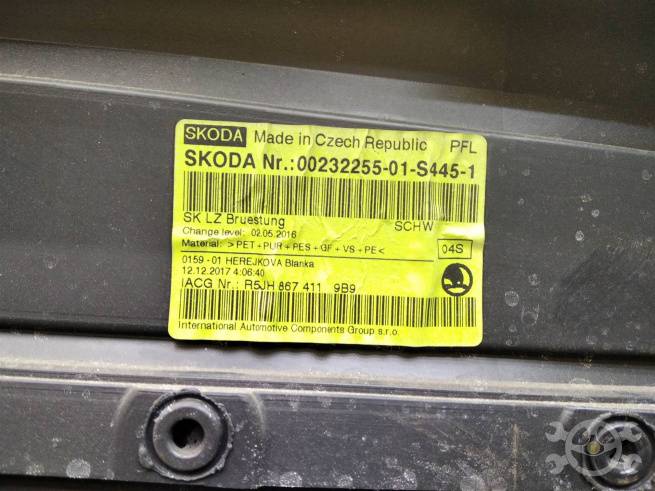 SKODA Made in Czech Republic PFL
SKODA Nr.:00232255-01-S445-1
SK LZ Bruestung SCHW
Change level: 02.05.2016
Material: >PET+PUR+PES+GF+VS+PE< 04S
0159-01 HEREJKOVA Blanka
12.12.2017 4:06:40
IACG Nr.: R5JH 867 411 9B9
International Automotive Components Group s.r.o.